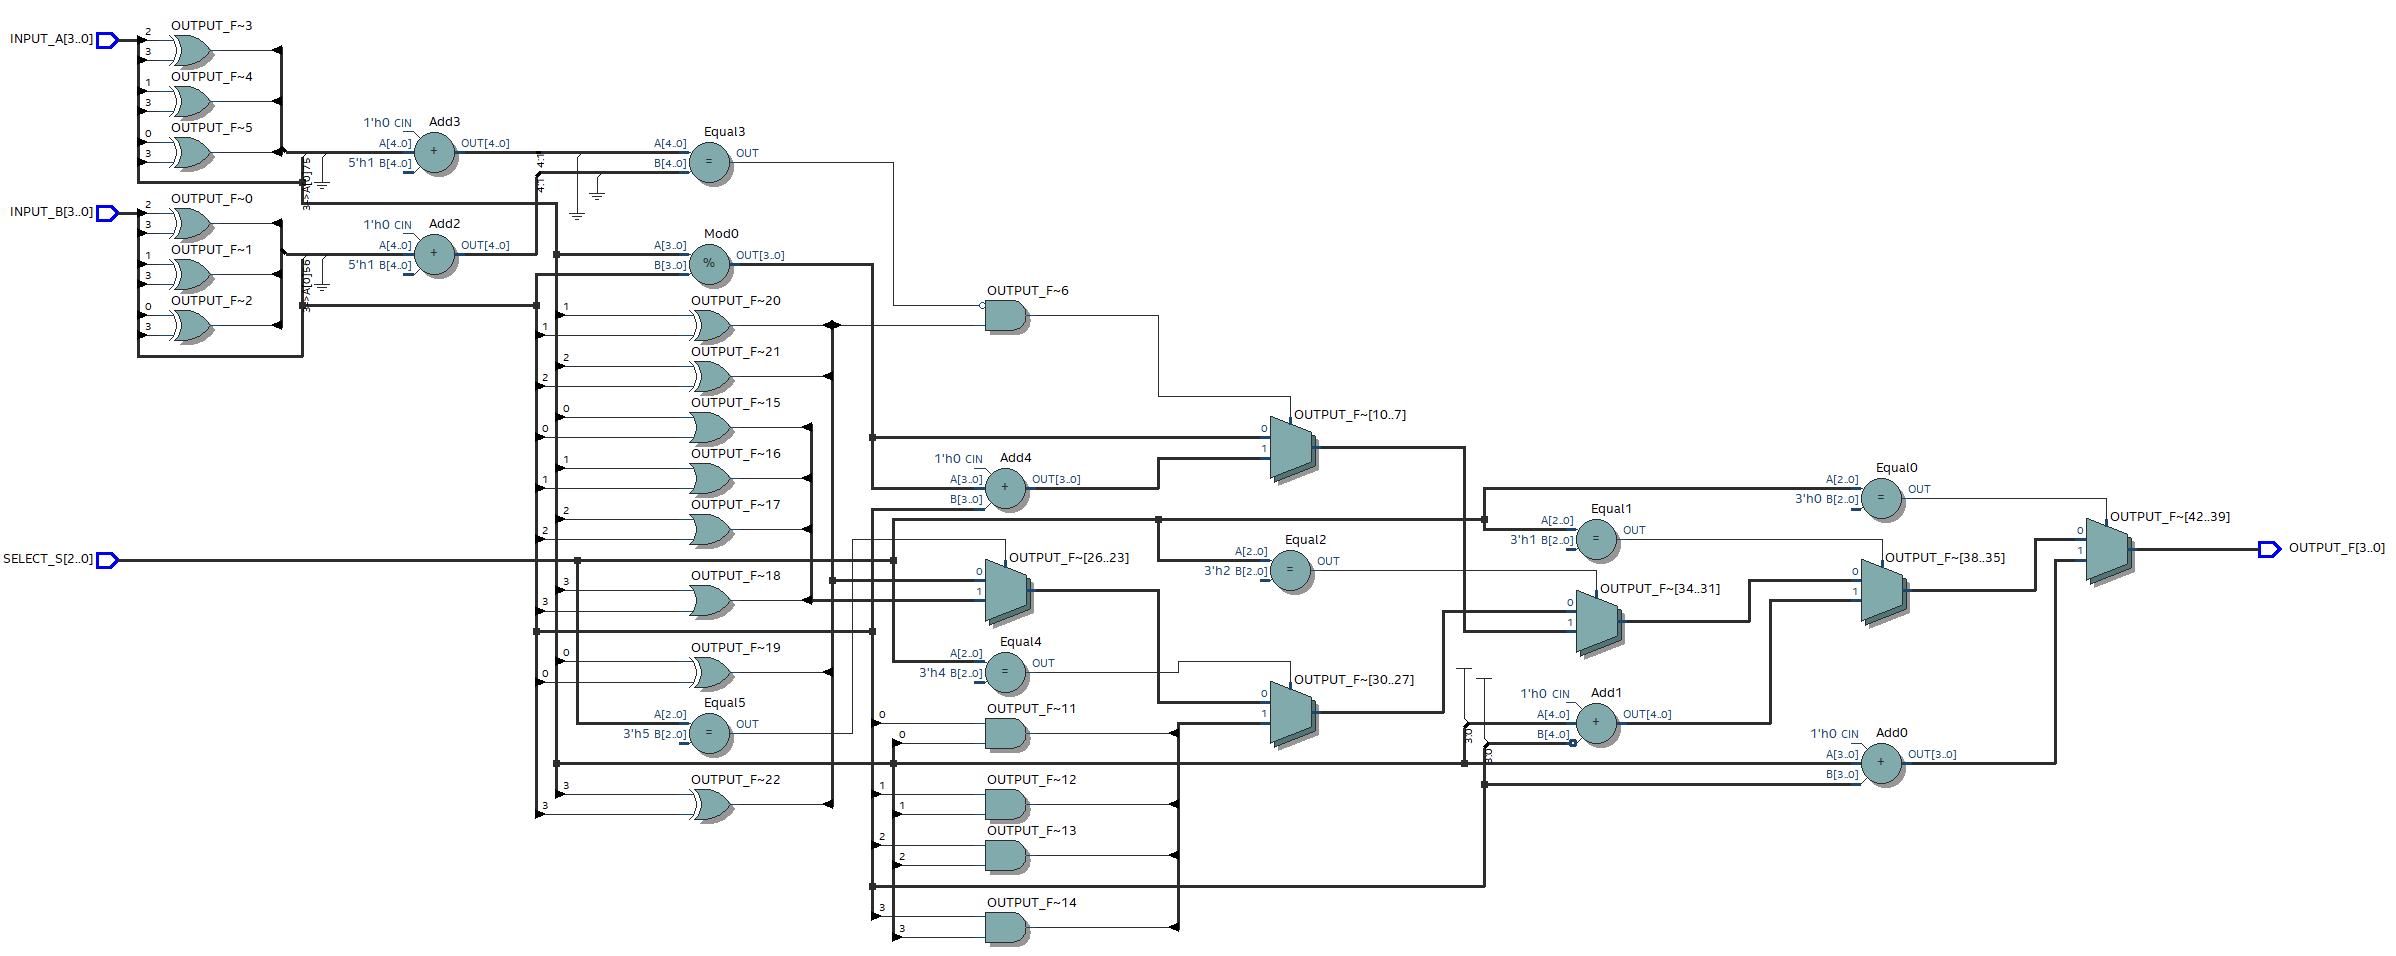 INPUT_A[3..0]
OUTPUT_F~3
2
3
OUTPUT_F~4
1
3
OUTPUT_F~5
0
3
Add3
1'h0 CIN
A[4..0]
5'h1 B[4..0]
OUT[4..0]
Equal3
A[4..0]
B[4..0]
=
OUT
INPUT_B[3..0]
OUTPUT_F~0
2
3
OUTPUT_F~1
1
3
OUTPUT_F~2
0
3
Add2
1'h0 CIN
A[4..0]
5'h1 B[4..0]
+
OUT[4..0]
Mod0
A[3..0]
B[3..0]
%
OUT[3..0]
OUTPUT_F~20
1
1
OUTPUT_F~6
OUTPUT_F~21
2
2
OUTPUT_F~15
0
0
OUTPUT_F~[10..7]
0
1
OUTPUT_F~16
1
1
Add4
1'h0 CIN
A[3..0]
B[3..0]
+
OUT[3..0]
OUTPUT_F~17
2
2
Equal0
A[2..0]
3'h0 B[2..0]
=
OUT
Equal1
A[2..0]
3'h1 B[2..0]
=
OUT
OUTPUT_F~[42..39]
0
1
OUTPUT_F[3..0]
SELECT_S[2..0]
Equal2
A[2..0]
3'h2 B[2..0]
=
OUT
OUTPUT_F~[26..23]
0
1
OUTPUT_F~[38..35]
0
1
OUTPUT_F~18
3
3
OUTPUT_F~[34..31]
0
1
OUTPUT_F~19
0
0
Equal4
A[2..0]
3'h4 B[2..0]
=
OUT
OUTPUT_F~[30..27]
0
1
Equal5
A[2..0]
3'h5 B[2..0]
=
OUT
OUTPUT_F~11
0
0
Add1
1'h0 CIN
A[4..0]
B[4..0]
+
OUT[4..0]
Add0
1'h0 CIN
A[3..0]
B[3..0]
+
OUT[3..0]
OUTPUT_F~22
3
3
OUTPUT_F~12
1
1
OUTPUT_F~13
2
2
OUTPUT_F~14
3
3